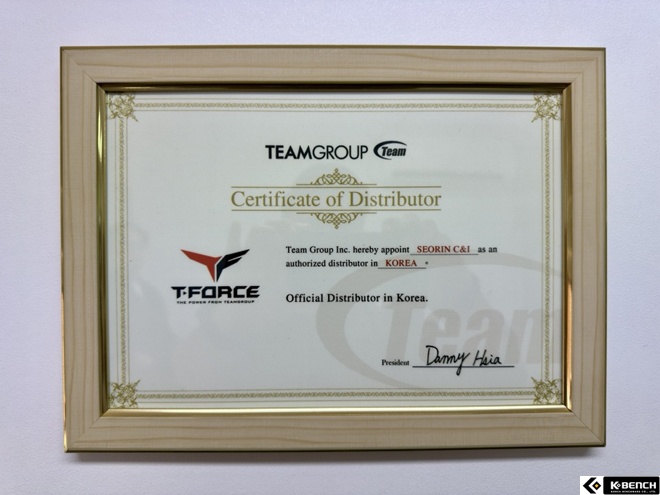 TEAMGROUP Team
Certificate of Distributor
Team Group Inc. hereby appoint SEORIN C&I as an
authorized distributor in KOREA
T-FORCE
THE POWER FROM TEAMGROUP
Official Distributor in Korea.
Team
President Danny Hsia
K-BENCH